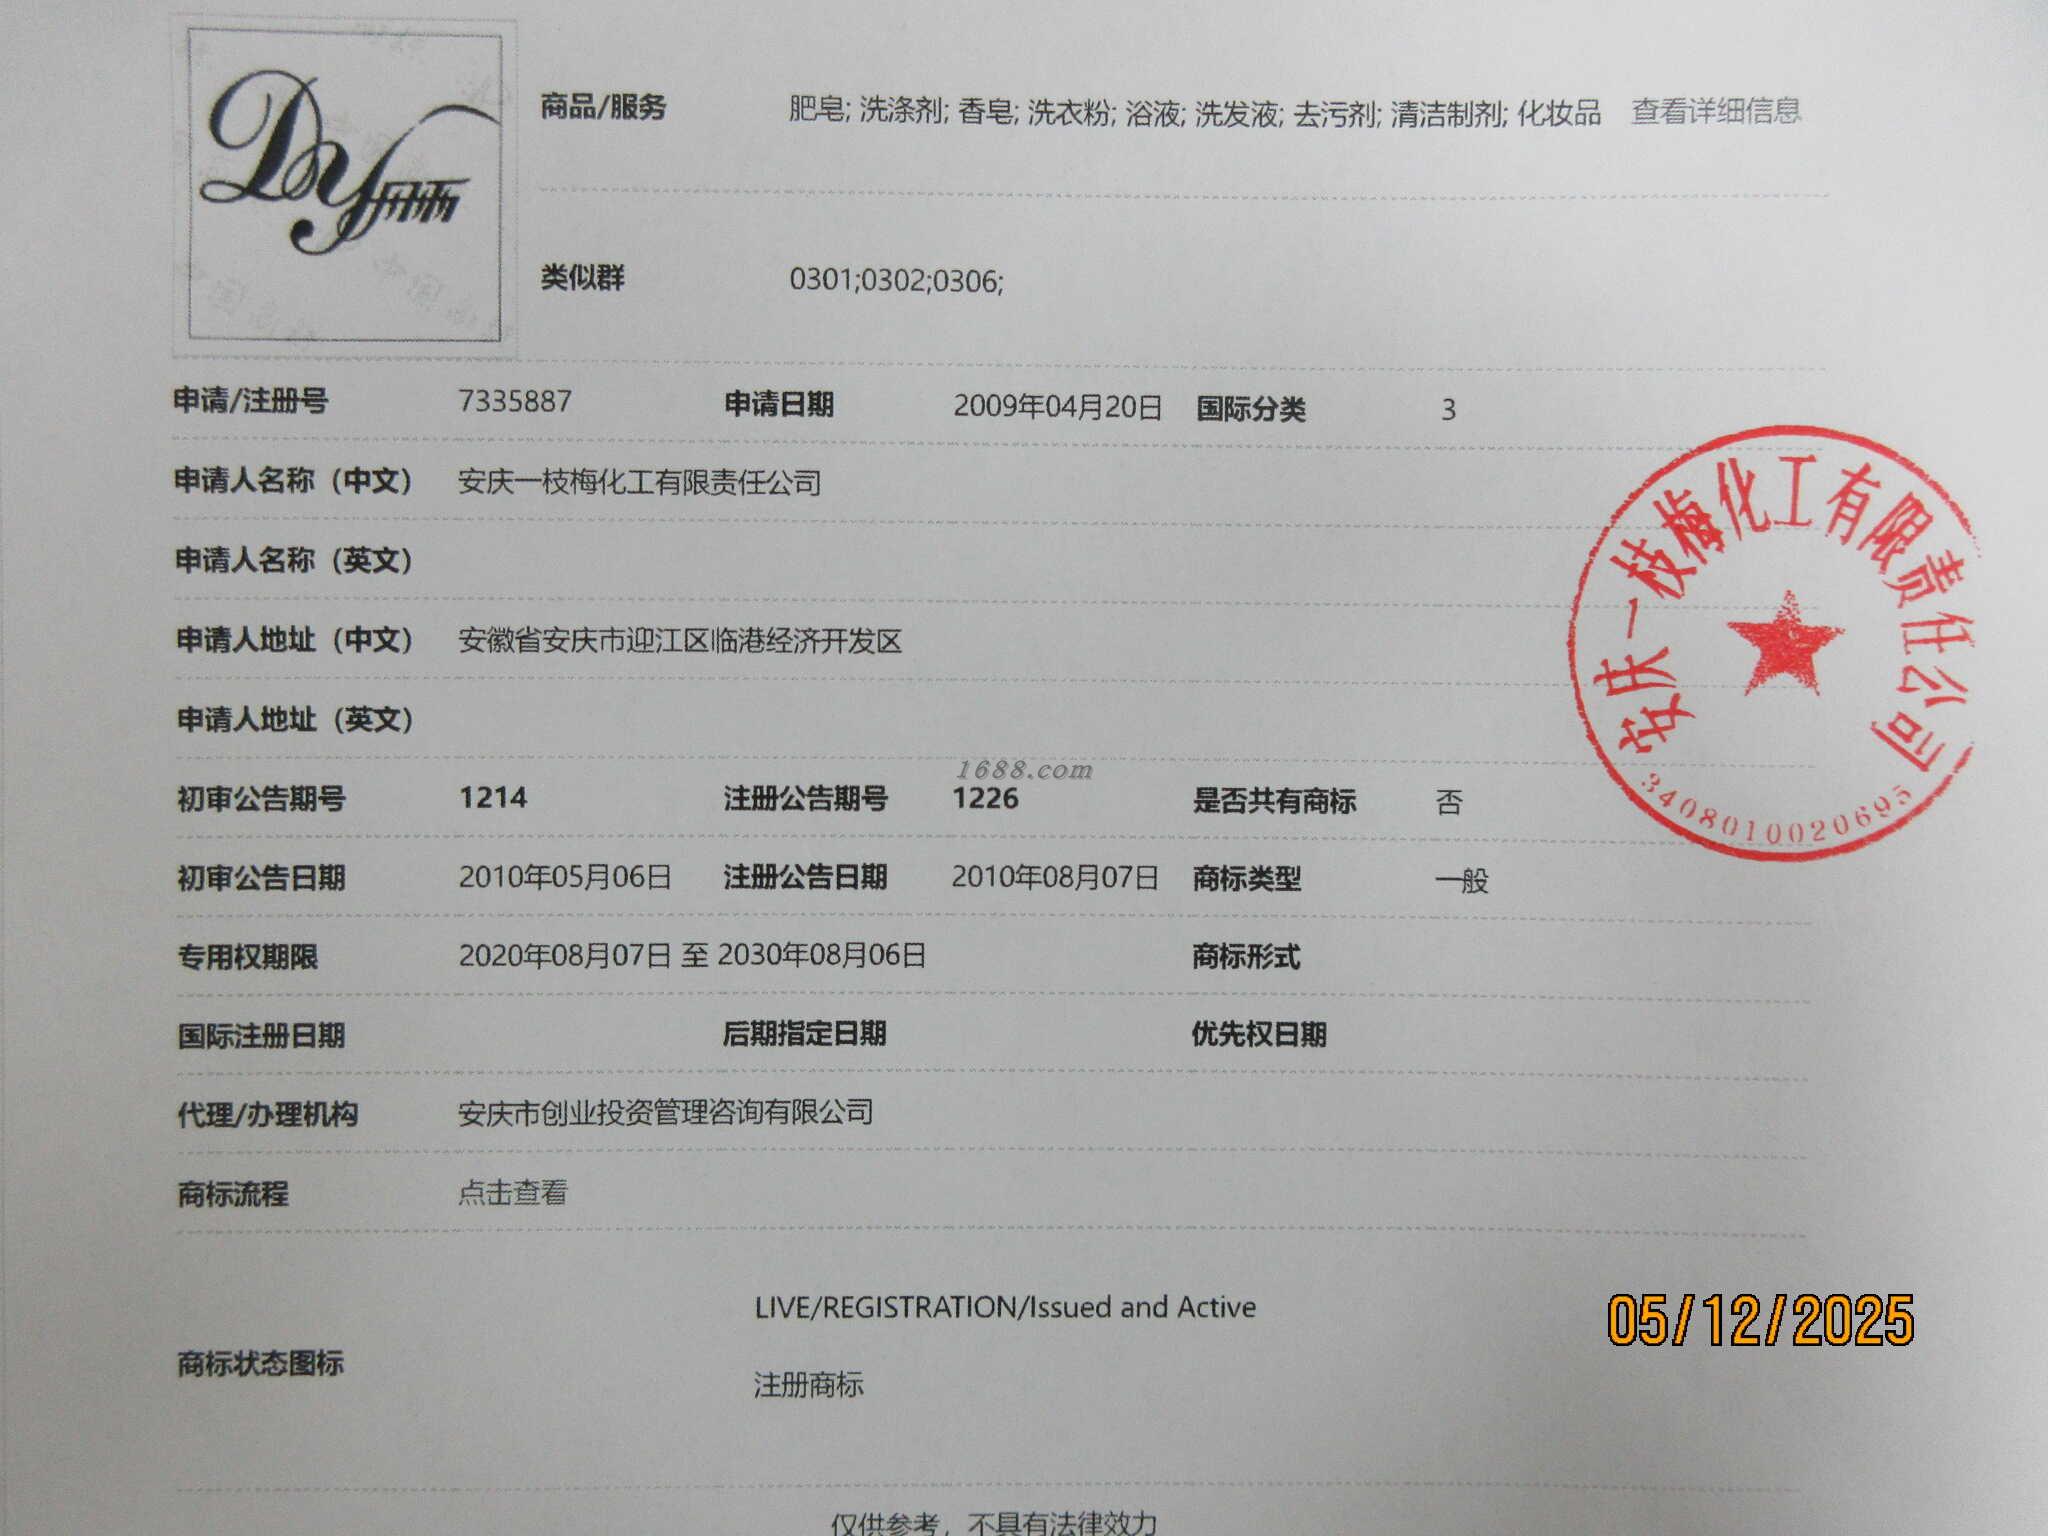 DY丹丽
商品/服务 肥皂; 洗涤剂; 香皂; 洗衣粉; 浴液; 洗发液; 去污剂; 清洁制剂; 化妆品 查看详细信息
类似群 0301;0302;0306;
申请/注册号 7335887 申请日期 2009年04月20日 国际分类 3
申请人名称（中文） 安庆一枝梅化工有限责任公司
申请人名称（英文）
申请人地址（中文） 安徽省安庆市迎江区临港经济开发区
申请人地址（英文）
1688.com
初审公告期号 1214 注册公告期号 1226 是否共有商标 否
初审公告日期 2010年05月06日 注册公告日期 2010年08月07日 商标类型 一般
专用权期限 2020年08月07日 至 2030年08月06日 商标形式
国际注册日期 后期指定日期 优先权日期
代理/办理机构 安庆市创业投资管理咨询有限公司
商标流程 点击查看
LIVE/REGISTRATION/Issued and Active
商标状态图标
注册商标
仅供参考，不具有法律效力
安庆一枝梅化工有限责任公司
3408010020695
05/12/2025